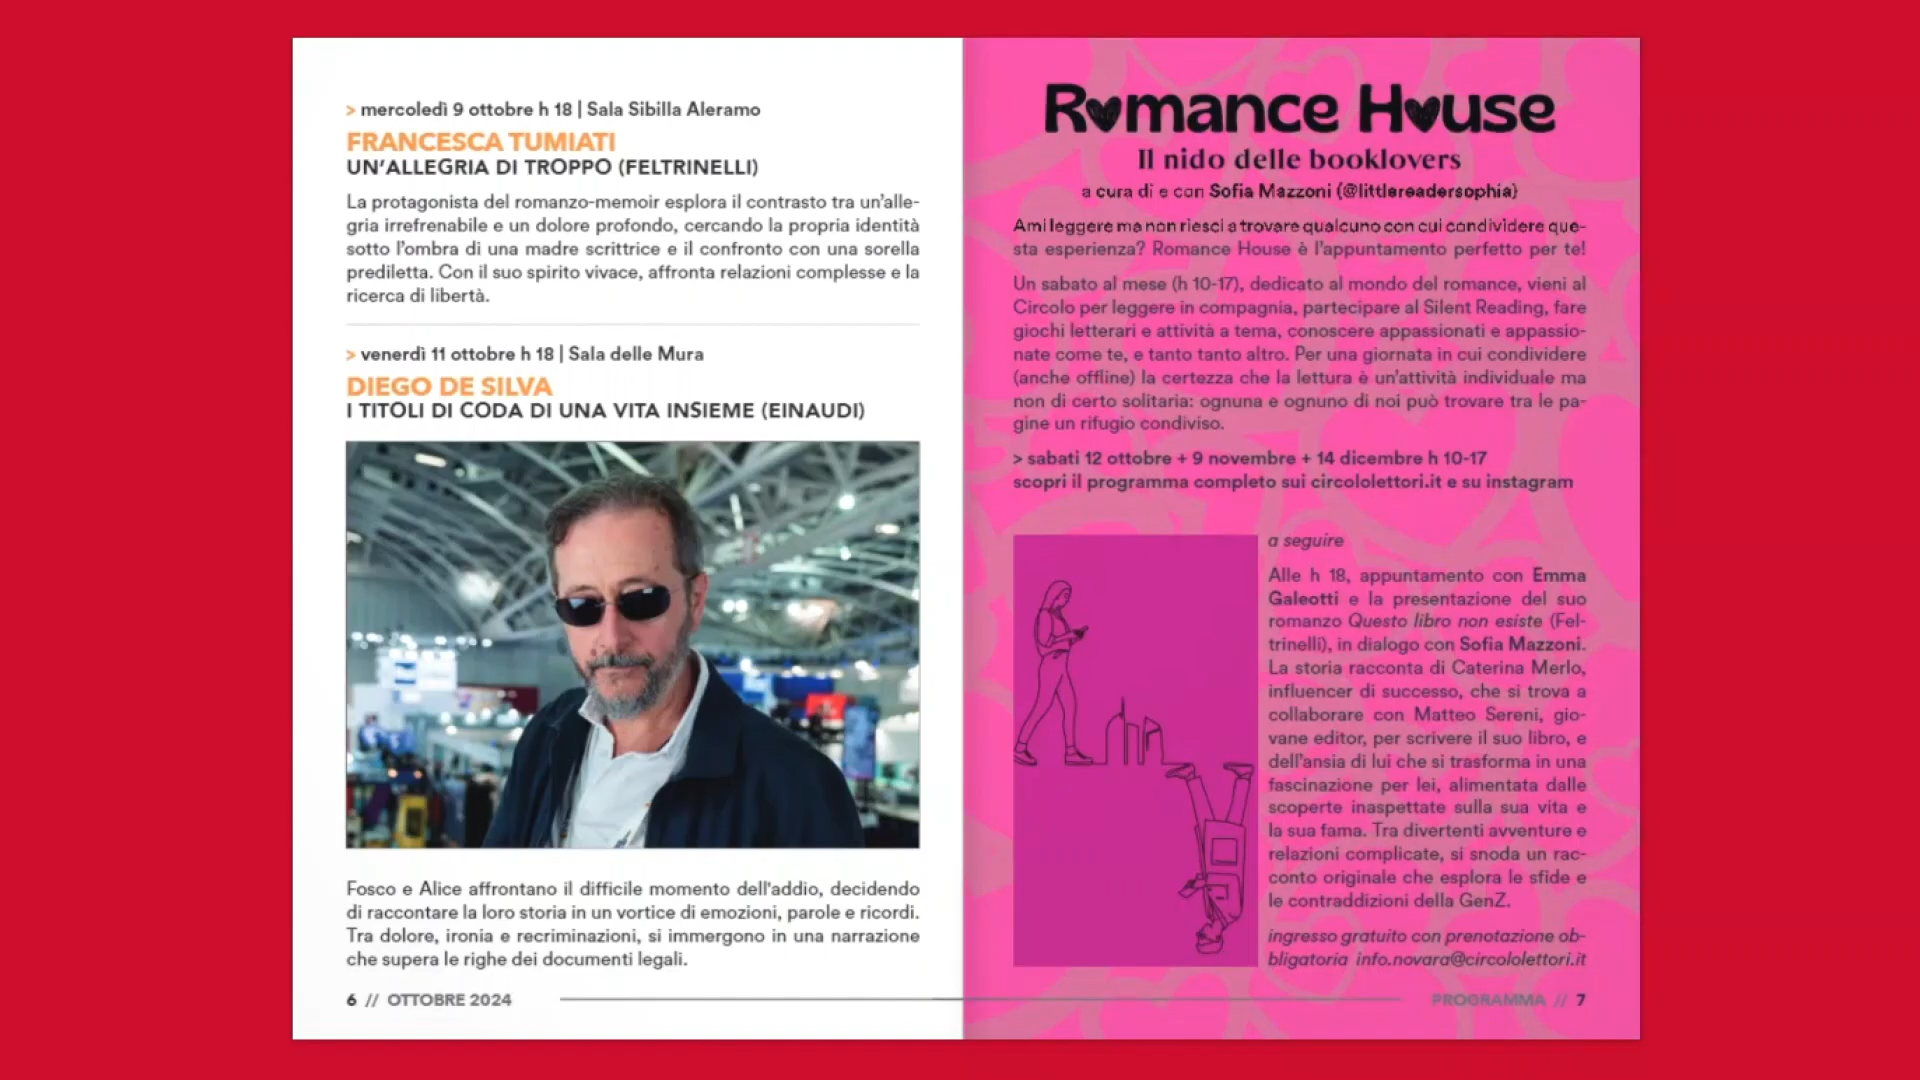 > mercoledì 9 ottobre h 18 | Sala Sibilla Aleramo
FRANCESCA TUMIATI
UN'ALLEGRIA DI TROPPO (FELTRINELLI)
La protagonista del romanzo-memoir esplora il contrasto tra un'alle-
gria irrefrenabile e un dolore profondo, cercando la propria identità
sotto l'ombra di una madre scrittrice e il confronto con una sorella
prediletta. Con il suo spirito vivace, affronta relazioni complesse e la
ricerca di libertà.
> venerdì 11 ottobre h 18 | Sala delle Mura
DIEGO DE SILVA
I TITOLI DI CODA DI UNA VITA INSIEME (EINAUDI)
Fosco e Alice affrontano il difficile momento dell'addio, decidendo
di raccontare la loro storia in un vortice di emozioni, parole e ricordi.
Tra dolore, ironia e recriminazioni, si immergono in una narrazione
che supera le righe dei documenti legali.
6 // OTTOBRE 2024
Romance House
Il nido delle booklovers
a cura di e con Sofia Mazzoni (@littlereadersophia)
Ami leggere ma non riesci a trovare qualcuno con cui condividere que-
sta esperienza? Romance House è l'appuntamento perfetto per te!
Un sabato al mese (h 10-17), dedicato al mondo del romance, vieni al
Circolo per leggere in compagnia, partecipare al Silent Reading, fare
giochi letterari e attività a tema, conoscere appassionati e appassio-
nate come te, e tanto tanto altro. Per una giornata in cui condividere
(anche offline) la certezza che la lettura è un'attività individuale ma
non di certo solitaria: ognuna e ognuno di noi può trovare tra le pa-
gine un rifugio condiviso.
> sabati 12 ottobre + 9 novembre + 14 dicembre h 10-17
scopri il programma completo sui circololettori.it e su instagram
a seguire
Alle h 18, appuntamento con Emma
Galeotti e la presentazione del suo
romanzo Questo libro non esiste (Fel-
trinelli), in dialogo con Sofia Mazzoni.
La storia racconta di Caterina Merlo,
influencer di successo, che si trova a
collaborare con Matteo Sereni, gio-
vane editor, per scrivere il suo libro, e
dell'ansia di lui che si trasforma in una
fascinazione per lei, alimentata dalle
scoperte inaspettate sulla sua vita e
la sua fama. Tra divertenti avventure e
relazioni complicate, si snoda un rac-
conto originale che esplora le sfide e
le contraddizioni della GenZ.
ingresso gratuito con prenotazione ob-
bligatoria info.novara@circololettori.it
PROGRAMMA // 7